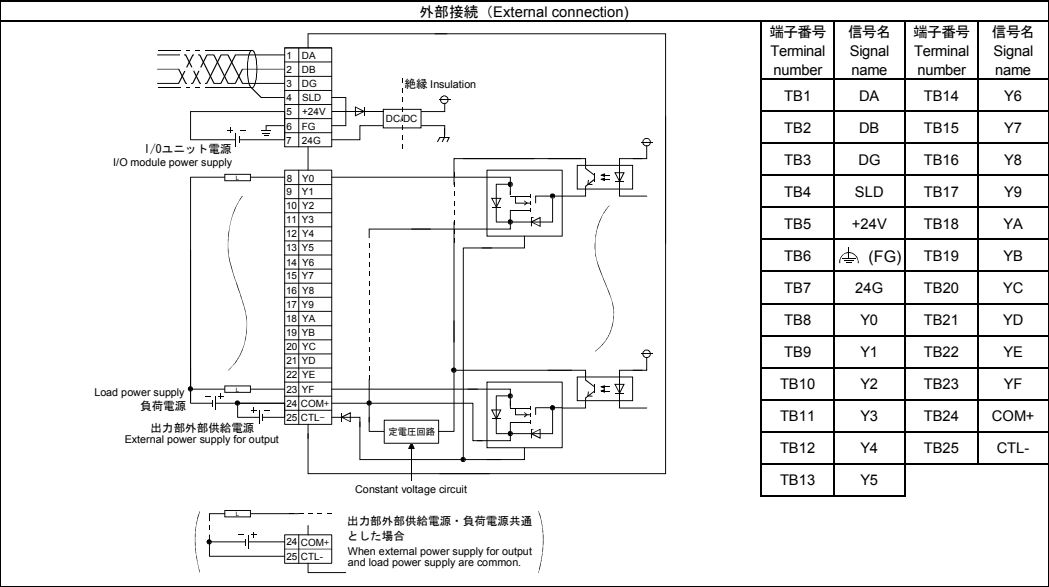 外部接続（External connection)
1 DA
2 DB
3 DG
4 SLD
5 +24V
6 FG
7 24G
絶縁 Insulation
DC/DC
+ -
I/Oユニット電源
I/O module power supply
L
8 Y0
9 Y1
10 Y2
11 Y3
12 Y4
13 Y5
14 Y6
15 Y7
16 Y8
17 Y9
18 YA
19 YB
20 YC
21 YD
22 YE
23 YF
24 COM+
25 CTL-
L
Load power supply
負荷電源
- +
+ -
出力部外部供給電源
External power supply for output
定電圧回路
Constant voltage circuit
L
- +
24 COM+
25 CTL-
出力部外部供給電源・負荷電源共通
とした場合
When external power supply for output
and load power supply are common.
端子番号 信号名 端子番号 信号名
Terminal Signal Terminal Signal
number name number name
TB1 DA TB14 Y6
TB2 DB TB15 Y7
TB3 DG TB16 Y8
TB4 SLD TB17 Y9
TB5 +24V TB18 YA
TB6 (FG) TB19 YB
TB7 24G TB20 YC
TB8 Y0 TB21 YD
TB9 Y1 TB22 YE
TB10 Y2 TB23 YF
TB11 Y3 TB24 COM+
TB12 Y4 TB25 CTL-
TB13 Y5